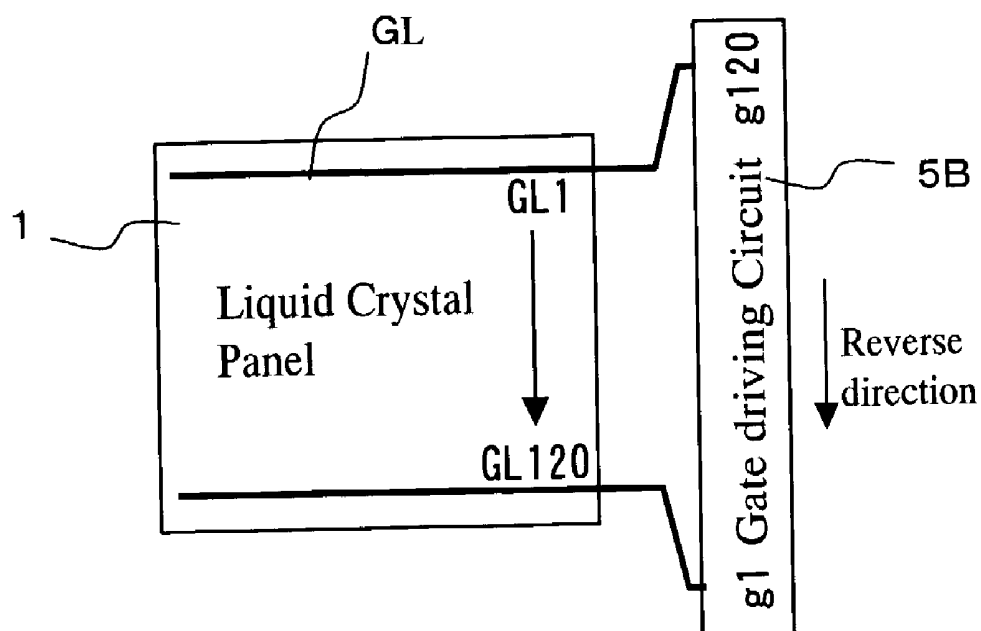 GL
1
GL1
Liquid Crystal
Panel
GL120
g1 Gate driving Circuit g120
5B
Reverse
direction